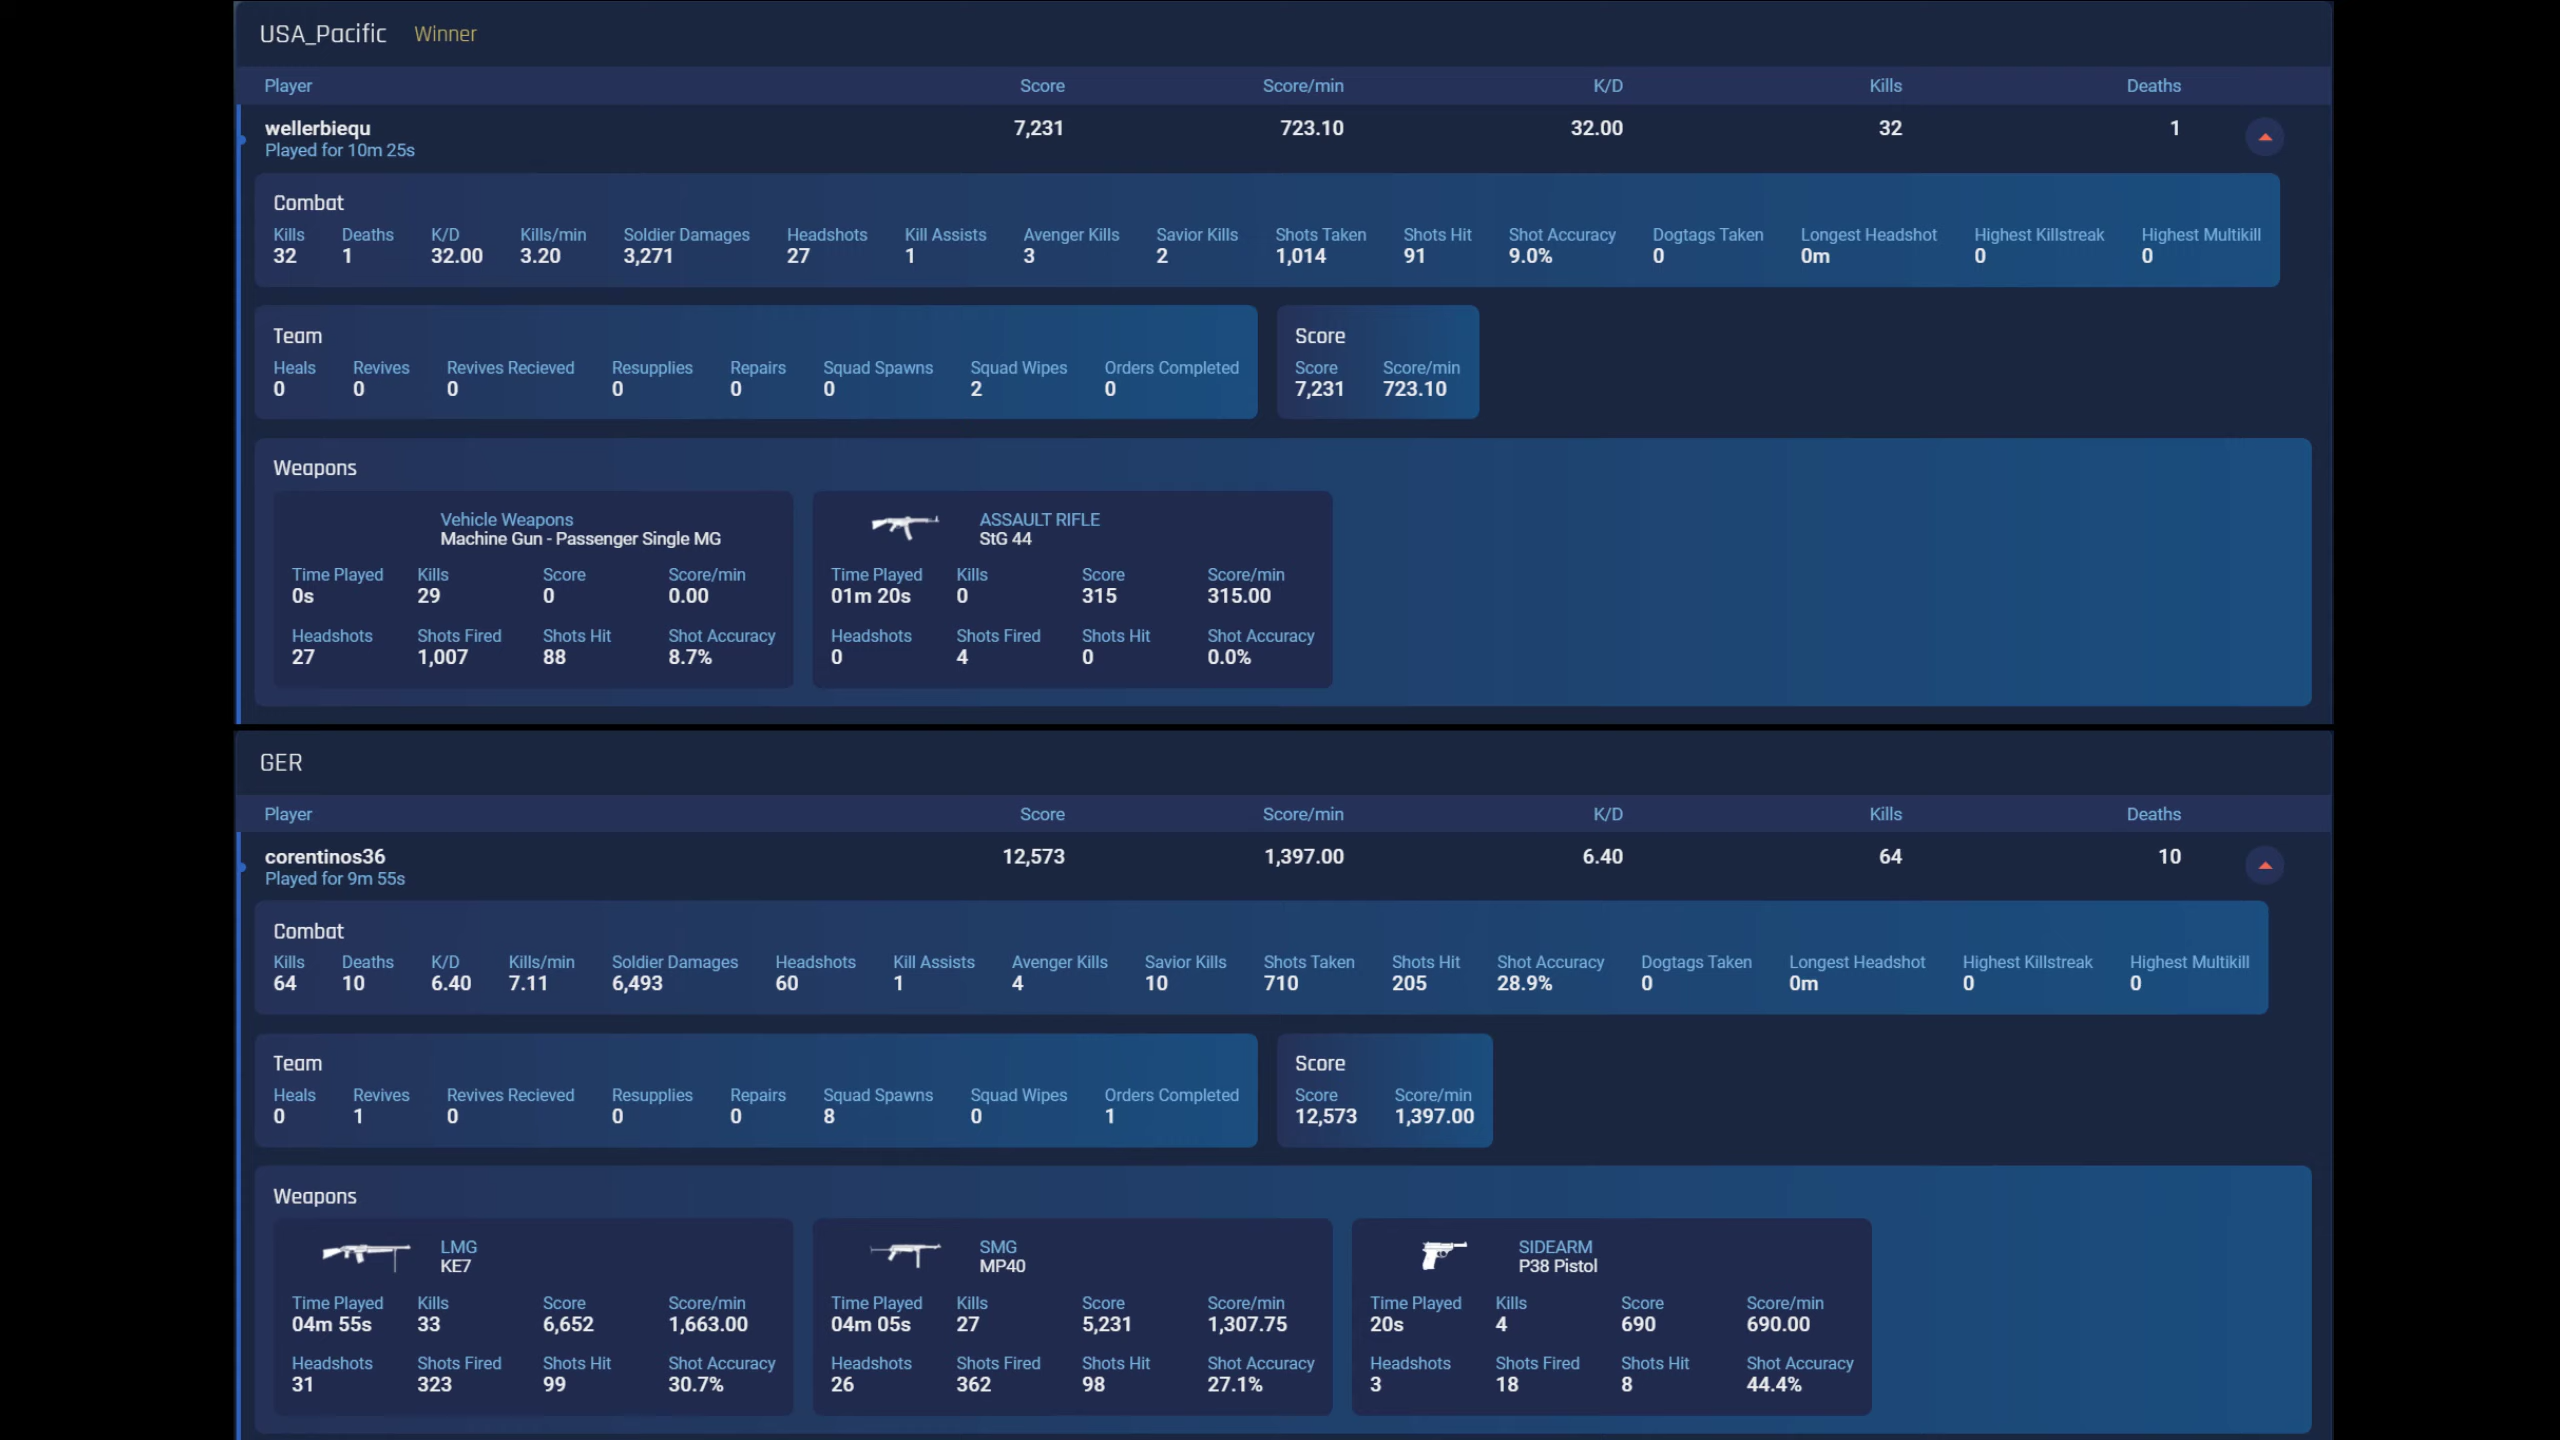 USA_Pacific Winner
Player Score Score/min K/D Kills Deaths
wellerbiequ 7,231 723.10 32.00 32 1
Played for 10m 25s
Combat
Kills Deaths K/D Kills/min Soldier Damages Headshots Kill Assists Avenger Kills Savior Kills Shots Taken Shots Hit Shot Accuracy Dogtags Taken Longest Headshot Highest Killstreak Highest Multikill
32 1 32.00 3.20 3,271 27 1 3 2 1,014 91 9.0% 0 0m 0 0
Team Score
Heals Revives Revives Recieved Resupplies Repairs Squad Spawns Squad Wipes Orders Completed Score Score/min
0 0 0 0 0 0 2 0 7,231 723.10
Weapons
Vehicle Weapons ASSAULT RIFLE
Machine Gun - Passenger Single MG StG 44
Time Played Kills Score Score/min Time Played Kills Score Score/min
0s 29 0 0.00 01m 20s 0 315 315.00
Headshots Shots Fired Shots Hit Shot Accuracy Headshots Shots Fired Shots Hit Shot Accuracy
27 1,007 88 8.7% 0 4 0 0.0%
GER
Player Score Score/min K/D Kills Deaths
corentinos36 12,573 1,397.00 6.40 64 10
Played for 9m 55s
Combat
Kills Deaths K/D Kills/min Soldier Damages Headshots Kill Assists Avenger Kills Savior Kills Shots Taken Shots Hit Shot Accuracy Dogtags Taken Longest Headshot Highest Killstreak Highest Multikill
64 10 6.40 7.11 6,493 60 1 4 10 710 205 28.9% 0 0m 0 0
Team Score
Heals Revives Revives Recieved Resupplies Repairs Squad Spawns Squad Wipes Orders Completed Score Score/min
0 1 0 0 0 8 0 1 12,573 1,397.00
Weapons
LMG SMG SIDEARM
KE7 MP40 P38 Pistol
Time Played Kills Score Score/min Time Played Kills Score Score/min Time Played Kills Score Score/min
04m 55s 33 6,652 1,663.00 04m 05s 27 5,231 1,307.75 20s 4 690 690.00
Headshots Shots Fired Shots Hit Shot Accuracy Headshots Shots Fired Shots Hit Shot Accuracy Headshots Shots Fired Shots Hit Shot Accuracy
31 323 99 30.7% 26 362 98 27.1% 3 18 8 44.4%